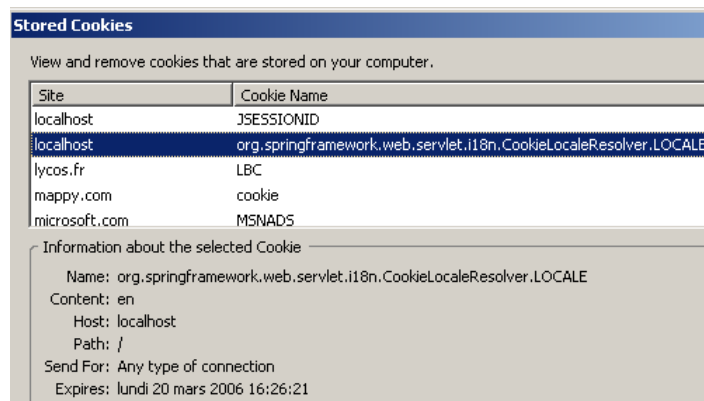 Stored Cookies
View and remove cookies that are stored on your computer.
Site Cookie Name
localhost JSESSIONID
localhost org.springframework.web.servlet.i18n.CookieLocaleResolver.LOCALE
lycos.fr LBC
mappy.com cookie
microsoft.com MSNADS
Information about the selected Cookie
Name: org.springframework.web.servlet.i18n.CookieLocaleResolver.LOCALE
Content: en
Host: localhost
Path: /
Send For: Any type of connection
Expires: lundi 20 mars 2006 16:26:21